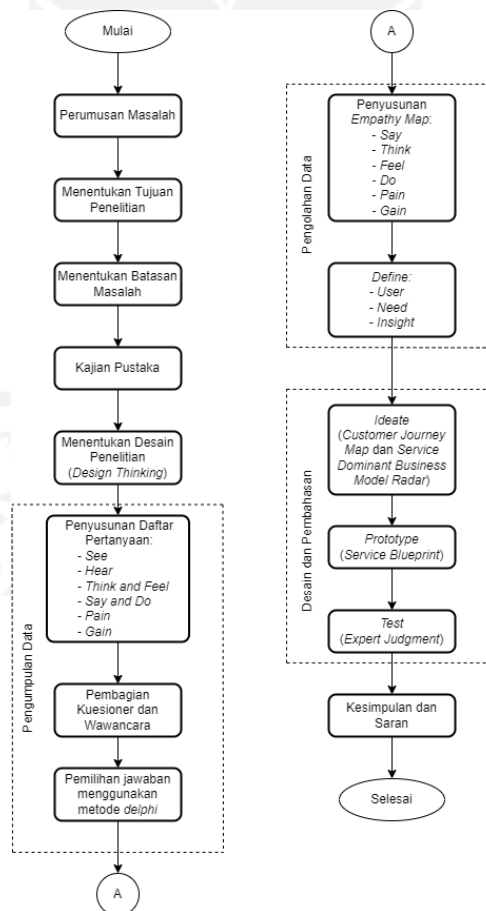 Mulai
Perumusan Masalah
Menentukan Tujuan
Penelitian
Menentukan Batasan
Masalah
Kajian Pustaka
Menentukan Desain
Penelitian
(Design Thinking)
Pengumpulan Data
Penyusunan Daftar
Pertanyaan:
- See
- Hear
- Think and Feel
- Say and Do
- Pain
- Gain
Pembagian
Kuesioner dan
Wawancara
Pemilihan jawaban
menggunakan
metode delphi
A
A
Pengolahan Data
Penyusunan
Empathy Map:
- Say
- Think
- Feel
- Do
- Pain
- Gain
Define:
- User
- Need
- Insight
Desain dan Pembahasan
Ideate
(Customer Journey
Map dan Service
Dominant Business
Model Radar)
Prototype
(Service Blueprint)
Test
(Expert Judgment)
Kesimpulan dan
Saran
Selesai